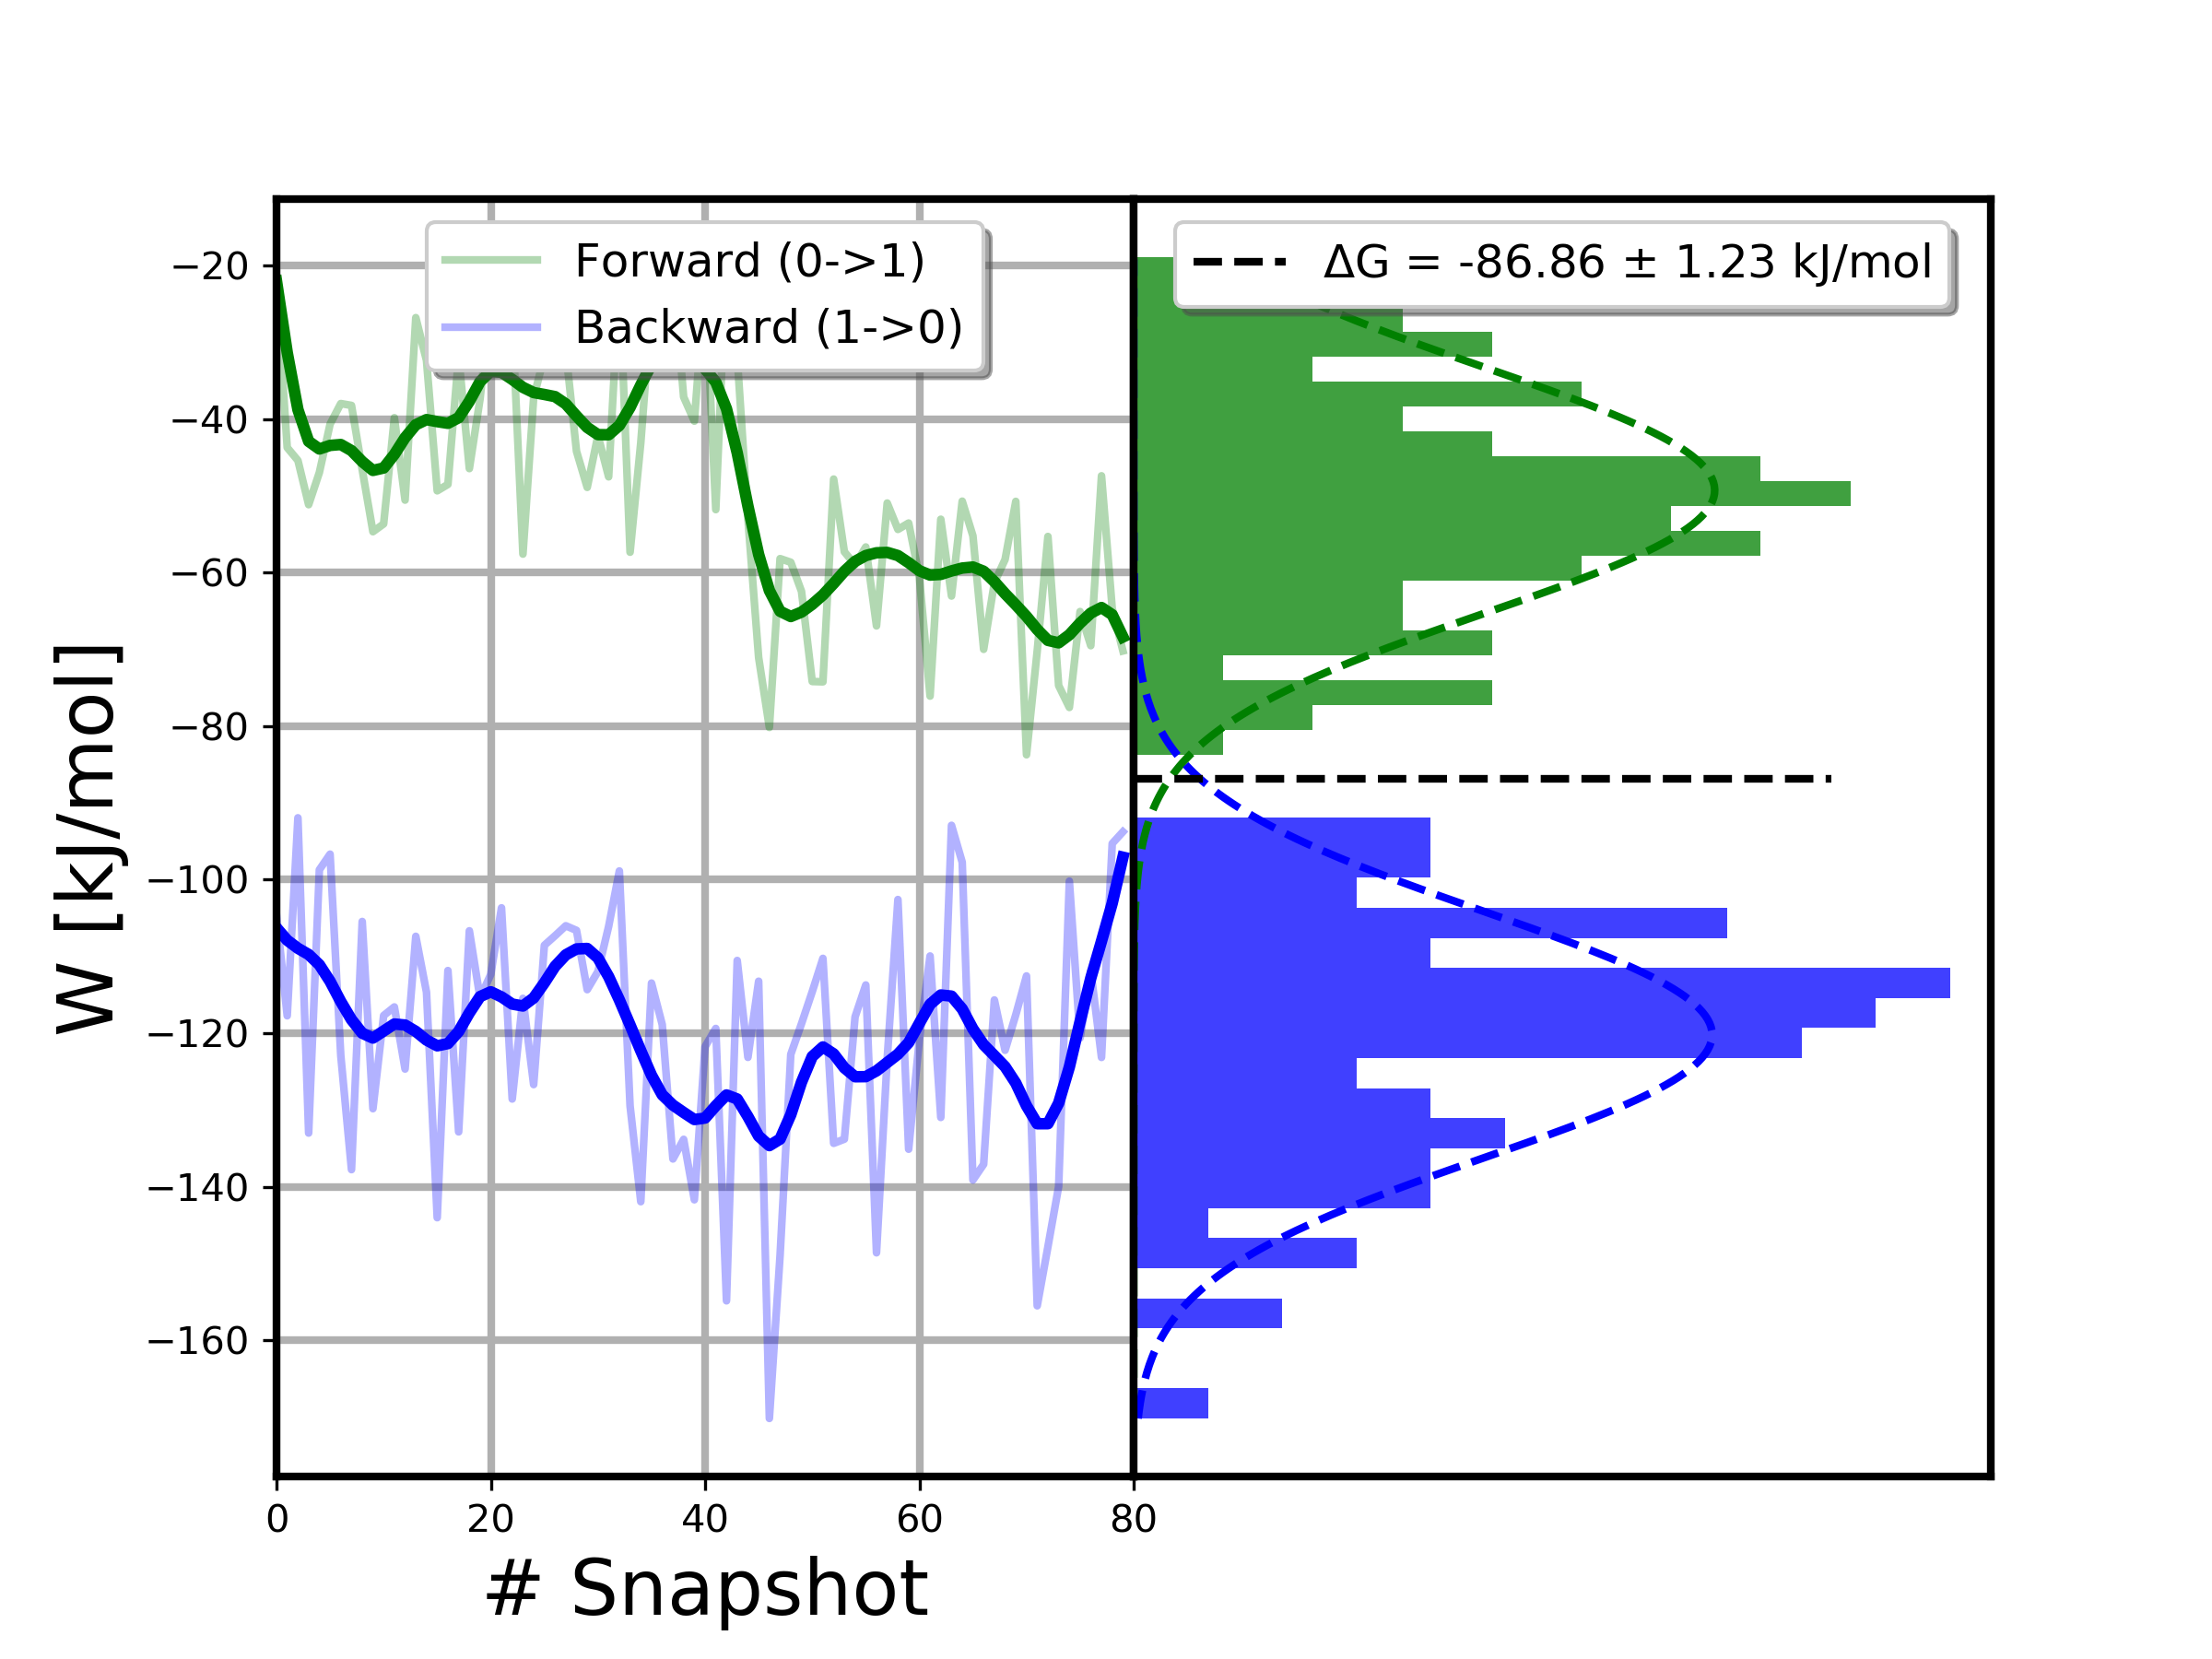 Forward (0->1)
Backward (1->0)
ΔG = -86.86 ± 1.23 kJ/mol
W [kJ/mol]
−20
−40
−60
−80
−100
−120
−140
−160
0 20 40 60 80
# Snapshot